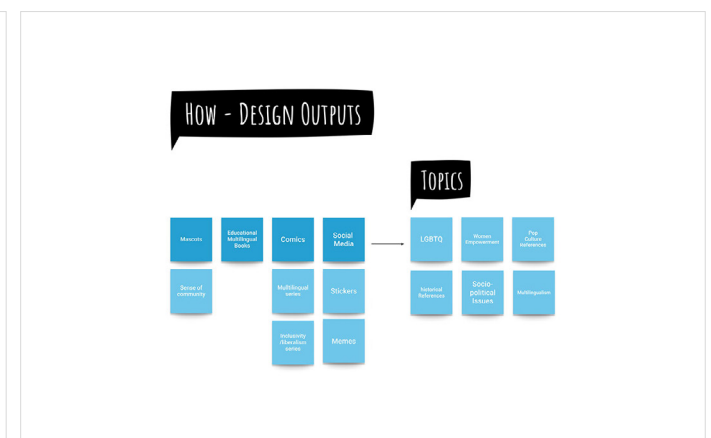 How - Design Outputs
Topics
Mascots
Educational
Multilingual
Books
Comics
Social
Media
LGBTQ
Women
Empowerment
Pop
Culture
References
Sense of
community
Multilingual
series
Stickers
historical
References
Socio-
political
Issues
Multilingualism
Inclusivity
/liberation
series
Memes